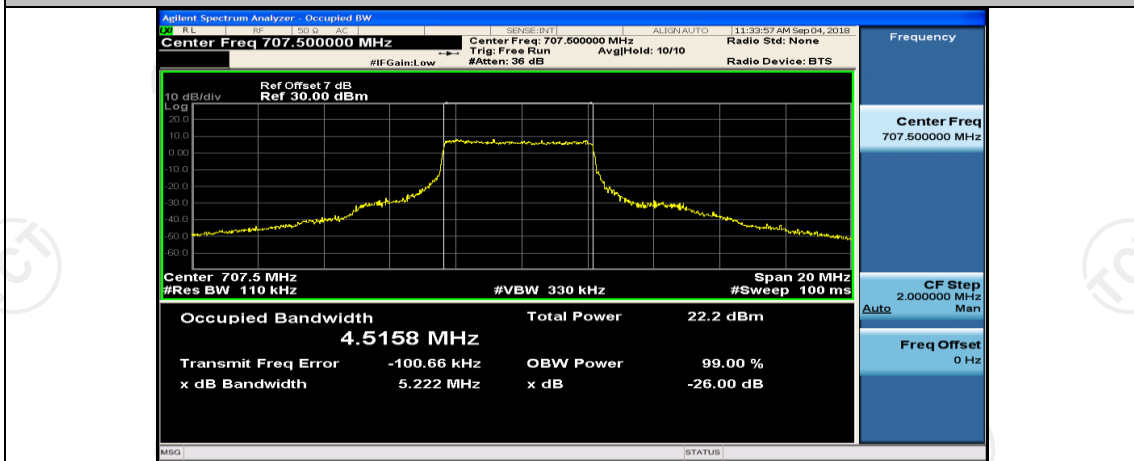 Agilent Spectrum Analyzer - Occupied BW
LXI RL RF 50 Ω AC SENSE:INT ALIGNAUTO 11:33:57 AM Sep 04, 2018
Center Freq 707.500000 MHz Center Freq: 707.500000 MHz Radio Std: None
Trig: Free Run Avg|Hold: 10/10
#IFGain:Low #Atten: 36 dB Radio Device: BTS
Frequency
Ref Offset 7 dB
10 dB/div Ref 30.00 dBm
Log
20.0
10.0
0.00
-10.0
-20.0
-30.0
-40.0
-50.0
-60.0
Center 707.5 MHz Span 20 MHz
#Res BW 110 kHz #VBW 330 kHz #Sweep 100 ms
Occupied Bandwidth Total Power 22.2 dBm
4.5158 MHz
Transmit Freq Error -100.66 kHz OBW Power 99.00 %
x dB Bandwidth 5.222 MHz x dB -26.00 dB
Center Freq
707.500000 MHz
CF Step
2.000000 MHz
Auto Man
Freq Offset
0 Hz
MSG STATUS
TCT